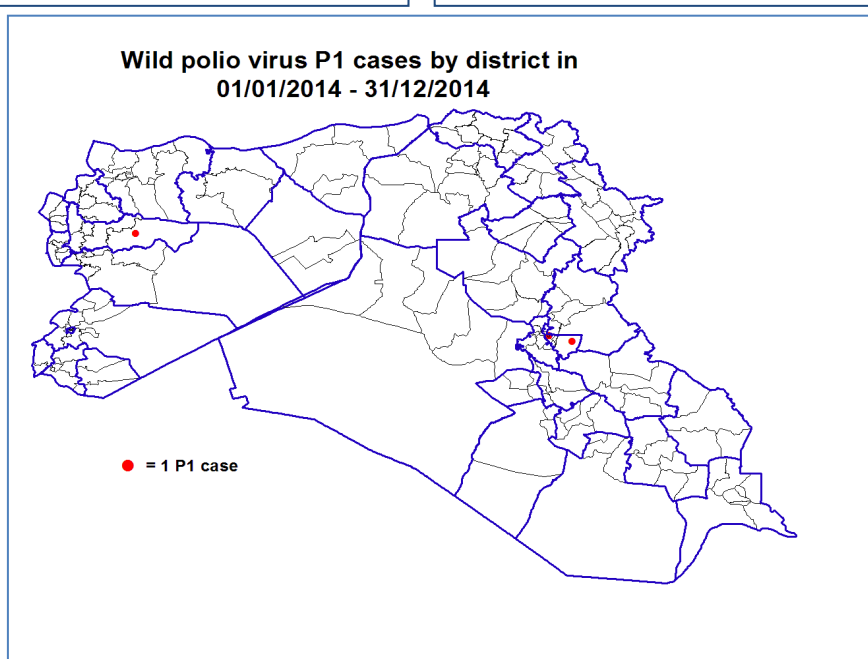 Wild polio virus P1 cases by district in
01/01/2014 - 31/12/2014
= 1 P1 case